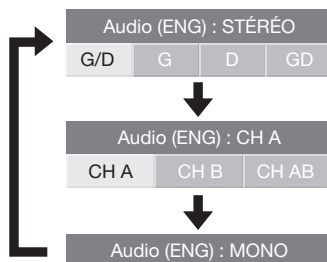 Audio (ENG) : STÉRÉO
G/D G D GD
Audio (ENG) : CH A
CH A CH B CH AB
Audio (ENG) : MONO